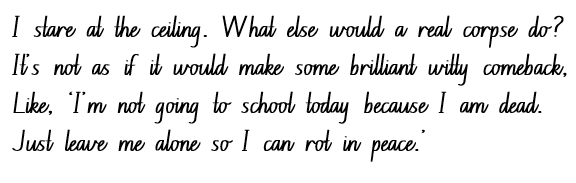 I stare at the ceiling. What else would a real corpse do?
It's not as if it would make some brilliant witty comeback,
Like, 'I'm not going to school today because I am dead.
Just leave me alone so I can rot in peace.'